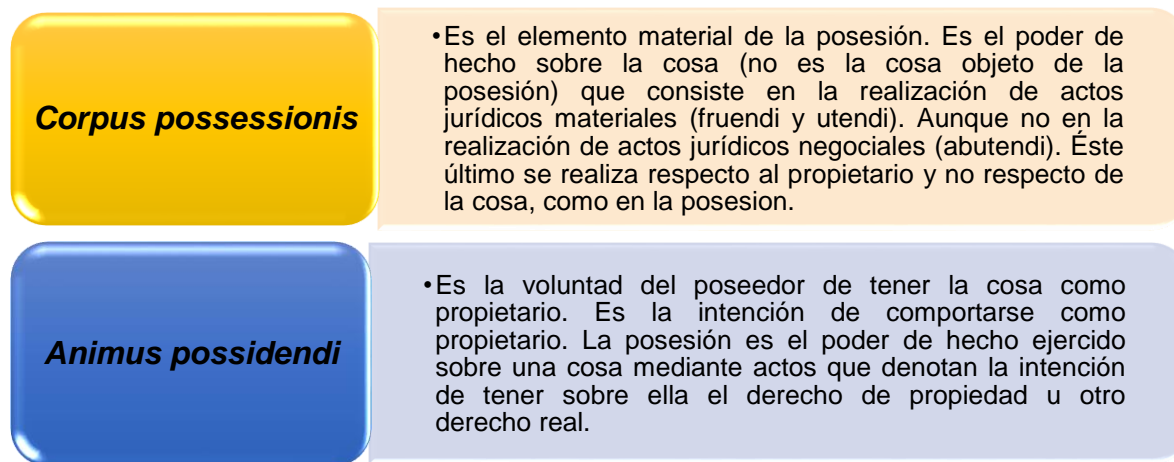 Corpus possessionis
•Es el elemento material de la posesión. Es el poder de
hecho sobre la cosa (no es la cosa objeto de la
posesión) que consiste en la realización de actos
jurídicos materiales (fruendi y utendi). Aunque no en la
realización de actos jurídicos negociales (abutendi). Éste
último se realiza respecto al propietario y no respecto de
la cosa, como en la posesion.
Animus possidendi
•Es la voluntad del poseedor de tener la cosa como
propietario. Es la intención de comportarse como
propietario. La posesión es el poder de hecho ejercido
sobre una cosa mediante actos que denotan la intención
de tener sobre ella el derecho de propiedad u otro
derecho real.